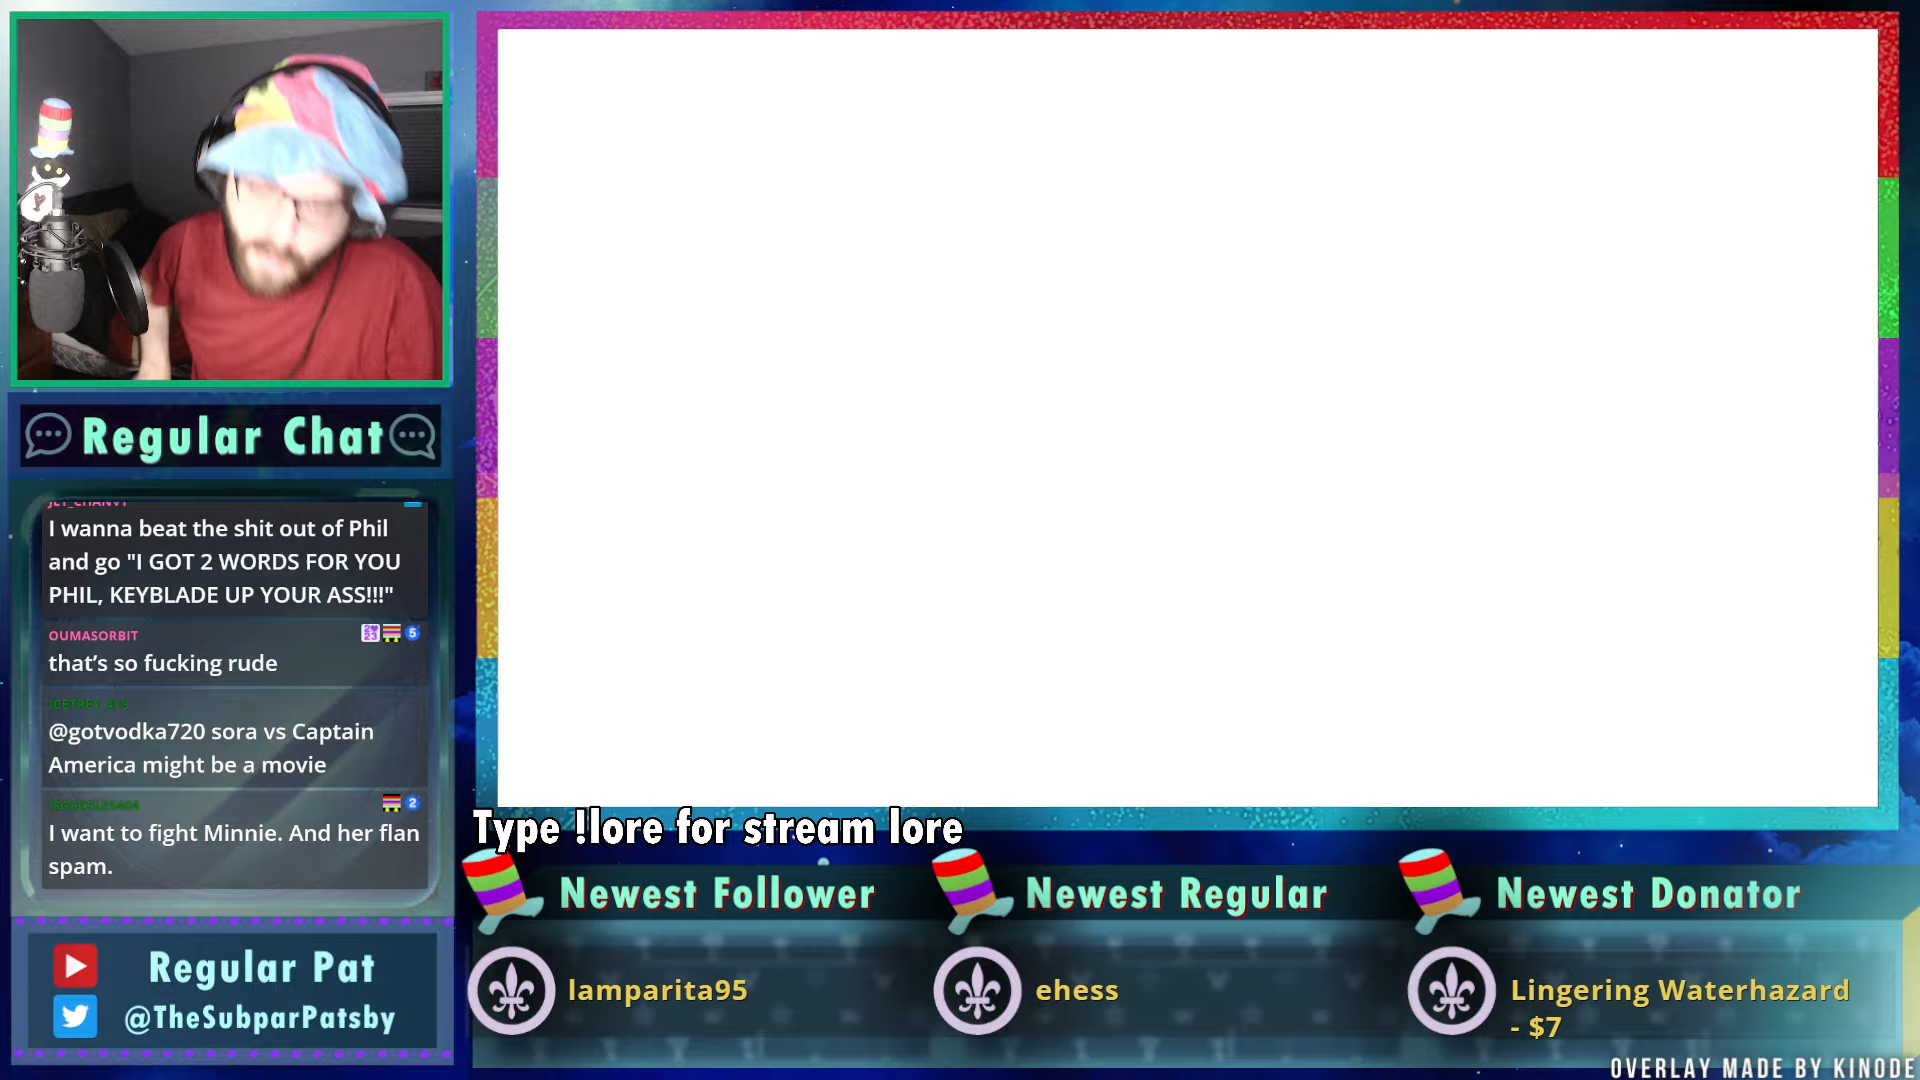 Regular Chat
I wanna beat the shit out of Phil
and go "I GOT 2 WORDS FOR YOU
PHIL, KEYBLADE UP YOUR ASS!!!"
OUMASORBIT
5
that's so fucking rude
@gotvodka720 sora vs Captain
America might be a movie
2
I want to fight Minnie. And her flan
spam.
Regular Pat
@TheSubparPatsby
Type !lore for stream lore
Newest Follower
lamparita95
Newest Regular
ehess
Newest Donator
Lingering Waterhazard
- $7
OVERLAY MADE BY KINODE